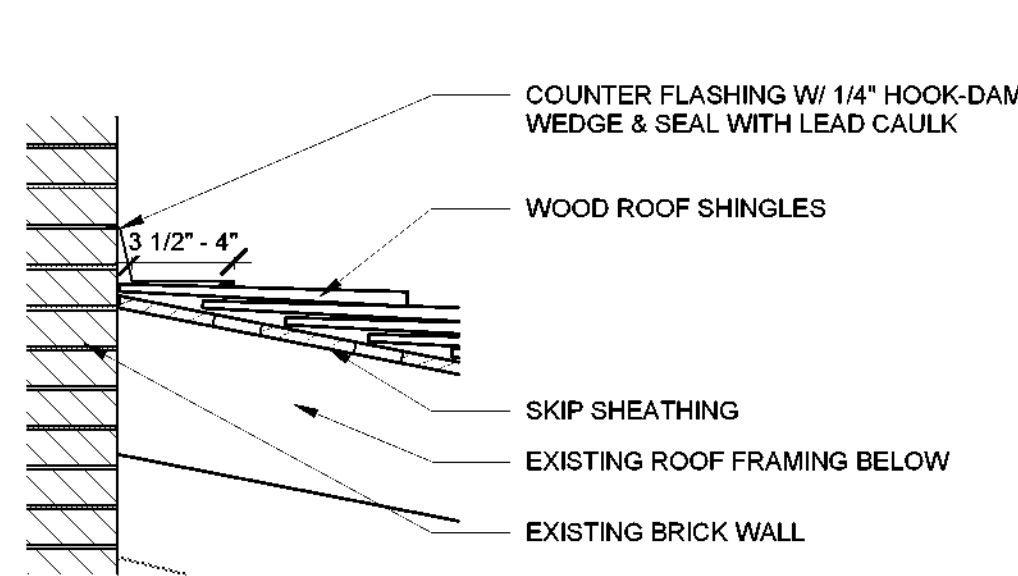 COUNTER FLASHING W/ 1/4" HOOK-DAM
WEDGE & SEAL WITH LEAD CAULK
WOOD ROOF SHINGLES
3 1/2" - 4"
SKIP SHEATHING
EXISTING ROOF FRAMING BELOW
EXISTING BRICK WALL